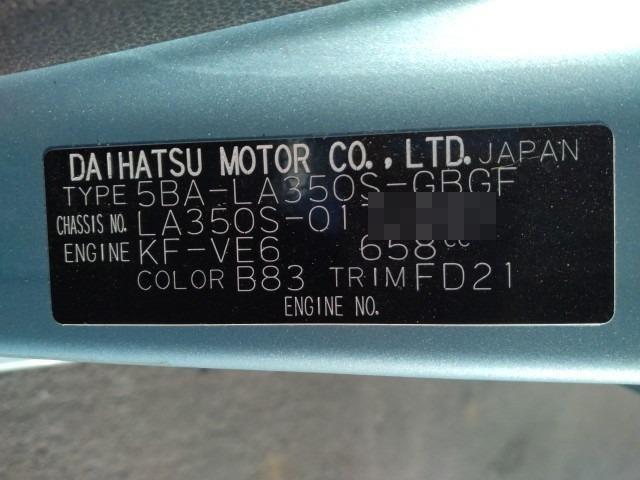 DAIHATSU MOTOR CO., LTD. JAPAN
TYPE 5BA-LA350S-GBGF
CHASSIS NO. LA350S-01
ENGINE KF-VE6 658cc
COLOR B83 TRIM FD21
ENGINE NO.